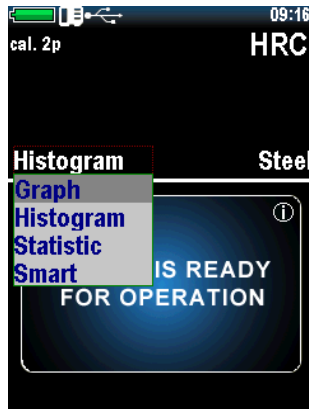 09:16
cal. 2p HRC
Histogram Steel
Graph
Histogram
Statistic
Smart
IS READY
FOR OPERATION